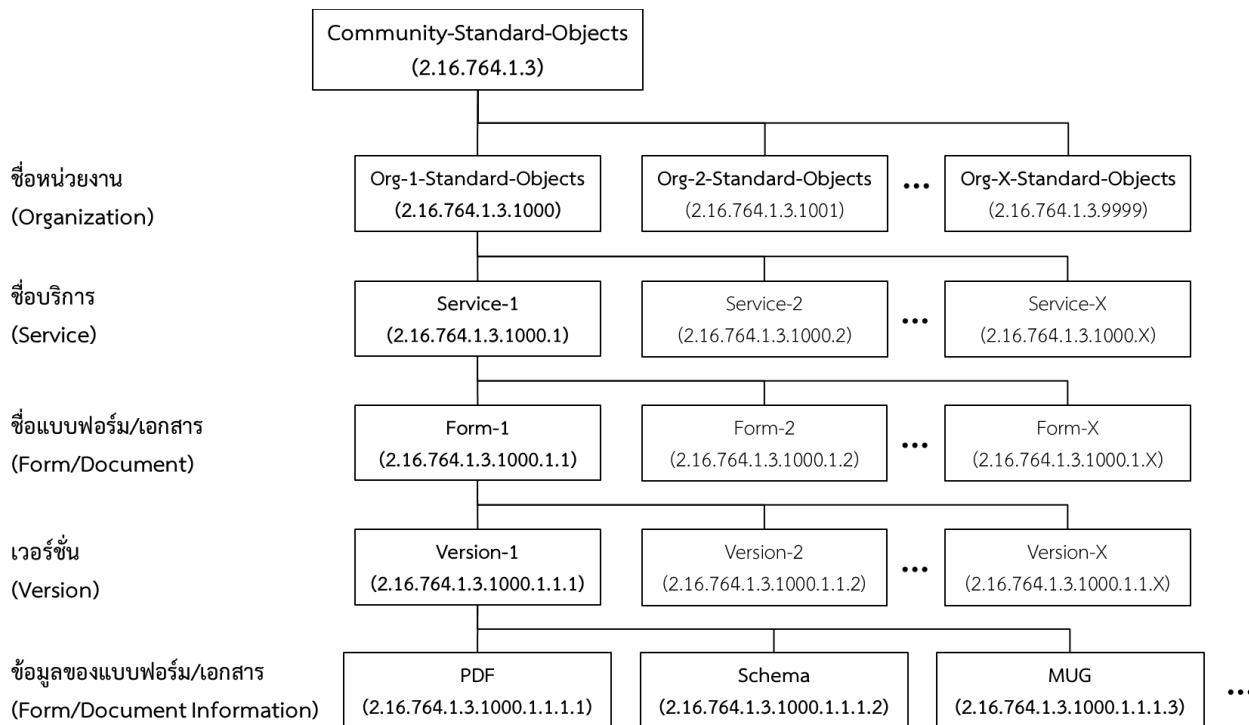 Community-Standard-Objects
(2.16.764.1.3)
ชื่อหน่วยงาน
(Organization)
Org-1-Standard-Objects
(2.16.764.1.3.1000)
Org-2-Standard-Objects
(2.16.764.1.3.1001)
...
Org-X-Standard-Objects
(2.16.764.1.3.9999)
ชื่อบริการ
(Service)
Service-1
(2.16.764.1.3.1000.1)
Service-2
(2.16.764.1.3.1000.2)
...
Service-X
(2.16.764.1.3.1000.X)
ชื่อแบบฟอร์ม/เอกสาร
(Form/Document)
Form-1
(2.16.764.1.3.1000.1.1)
Form-2
(2.16.764.1.3.1000.1.2)
...
Form-X
(2.16.764.1.3.1000.1.X)
เวอร์ชั่น
(Version)
Version-1
(2.16.764.1.3.1000.1.1.1)
Version-2
(2.16.764.1.3.1000.1.1.2)
...
Version-X
(2.16.764.1.3.1000.1.1.X)
ข้อมูลของแบบฟอร์ม/เอกสาร
(Form/Document Information)
PDF
(2.16.764.1.3.1000.1.1.1.1)
Schema
(2.16.764.1.3.1000.1.1.1.2)
MUG
(2.16.764.1.3.1000.1.1.1.3)
...